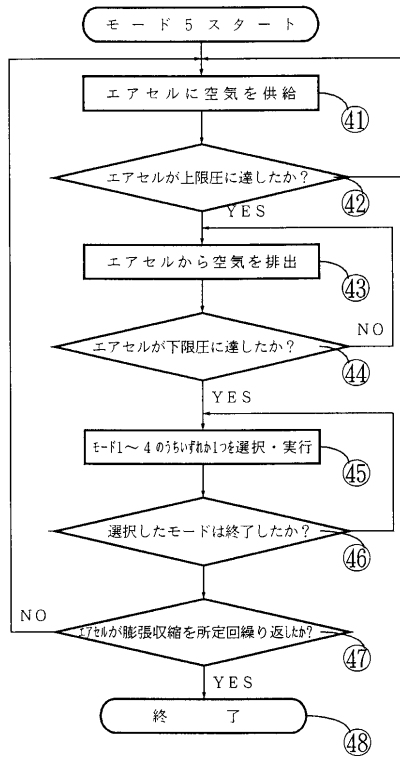 モード5スタート
エアセルに空気を供給
41
エアセルが上限圧に達したか?
42
YES
エアセルから空気を排出
43
NO
エアセルが下限圧に達したか?
44
YES
モード1～4のうちいずれか1つを選択・実行
45
選択したモードは終了したか?
46
NO
エアセルが膨張収縮を所定回繰り返したか?
47
YES
終了
48